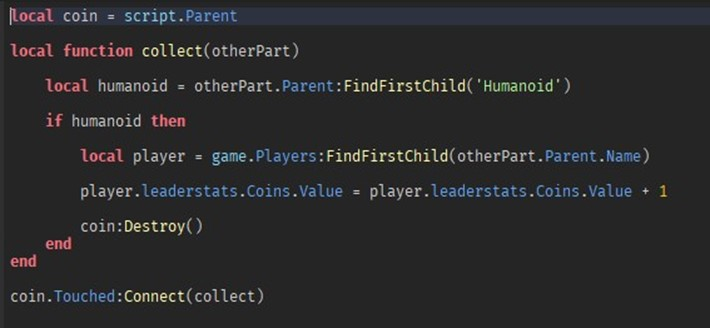 local coin = script.Parent
local function collect(otherPart)
    local humanoid = otherPart.Parent:FindFirstChild('Humanoid')
    if humanoid then
        local player = game.Players:FindFirstChild(otherPart.Parent.Name)
        player.leaderstats.Coins.Value = player.leaderstats.Coins.Value + 1
        coin:Destroy()
    end
end
coin.Touched:Connect(collect)